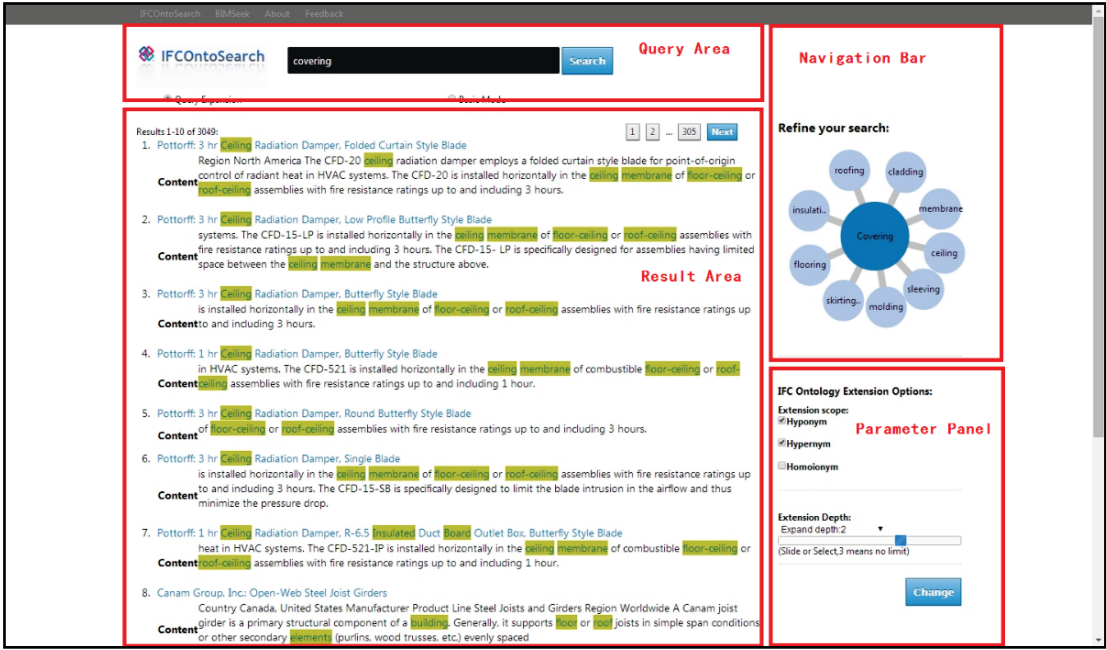 IFCOntoSearch BIMSeek About Feedback
IFCOntoSearch
covering
Search
Query Area
Query Expension
Basic Mode
Navigation Bar
Results 1-10 of 3049:
1 2 ... 305 Next
1. Pottorff: 3 hr Ceiling Radiation Damper, Folded Curtain Style Blade
Region North America The CFD-20 ceiling radiation damper employs a folded curtain style blade for point-of-origin
Content control of radiant heat in HVAC systems. The CFD-20 is installed horizontally in the ceiling membrane of floor-ceiling or
roof-ceiling assemblies with fire resistance ratings up to and including 3 hours.
2. Pottorff: 3 hr Ceiling Radiation Damper, Low Profile Butterfly Style Blade
systems. The CFD-15-LP is installed horizontally in the ceiling membrane of floor-ceiling or roof-ceiling assemblies with
fire resistance ratings up to and including 3 hours. The CFD-15- LP is specifically designed for assemblies having limited
Content space between the ceiling membrane and the structure above.
Result Area
3. Pottorff: 3 hr Ceiling Radiation Damper, Butterfly Style Blade
is installed horizontally in the ceiling membrane of floor-ceiling or roof-ceiling assemblies with fire resistance ratings up
Content to and including 3 hours.
4. Pottorff: 1 hr Ceiling Radiation Damper, Butterfly Style Blade
in HVAC systems. The CFD-521 is installed horizontally in the ceiling membrane of combustible floor-ceiling or roof-
Content ceiling assemblies with fire resistance ratings up to and including 1 hour.
5. Pottorff: 3 hr Ceiling Radiation Damper, Round Butterfly Style Blade
Content of floor-ceiling or roof-ceiling assemblies with fire resistance ratings up to and including 3 hours.
6. Pottorff: 3 hr Ceiling Radiation Damper, Single Blade
is installed horizontally in the ceiling membrane of floor-ceiling or roof-ceiling assemblies with fire resistance ratings up
Content to and including 3 hours. The CFD-15-SB is specifically designed to limit the blade intrusion in the airflow and thus
minimize the pressure drop.
7. Pottorff: 1 hr Ceiling Radiation Damper, R-6.5 Insulated Duct Board Outlet Box, Butterfly Style Blade
heat in HVAC systems. The CFD-521-IP is installed horizontally in the ceiling membrane of combustible floor-ceiling or
Content roof-ceiling assemblies with fire resistance ratings up to and including 1 hour.
8. Canam Group, Inc.: Open-Web Steel Joist Girders
Country Canada, United States Manufacturer Product Line Steel Joists and Girders Region Worldwide A Canam joist
girder is a primary structural component of a building. Generally, it supports floor or roof joists in simple span conditions
Content or other secondary elements (purlins, wood trusses, etc.) evenly spaced
Refine your search:
roofing
cladding
insulati..
membrane
Covering
ceiling
flooring
sleeving
skirting..
molding
IFC Ontology Extension Options:
Extension scope:
Hyponym
Parameter Panel
Hypernym
Homoionym
Extension Depth:
Expand depth:2
(Slide or Select,3 means no limit)
Change